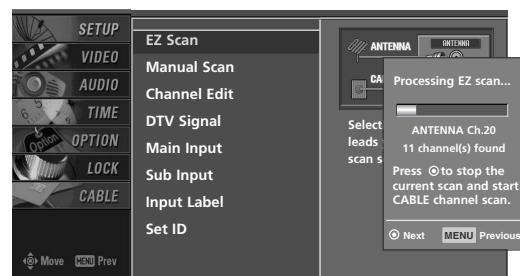 SETUP
VIDEO
AUDIO
TIME
OPTION
LOCK
CABLE
Move MENU Prev
EZ Scan
Manual Scan
Channel Edit
DTV Signal
Main Input
Sub Input
Input Label
Set ID
ANTENNA
ANTENNA
CA
Select
leads
scan s
Processing EZ scan...
ANTENNA Ch.20
11 channel(s) found
Press ⊙ to stop the
current scan and start
CABLE channel scan.
⊙ Next MENU Previous
Option